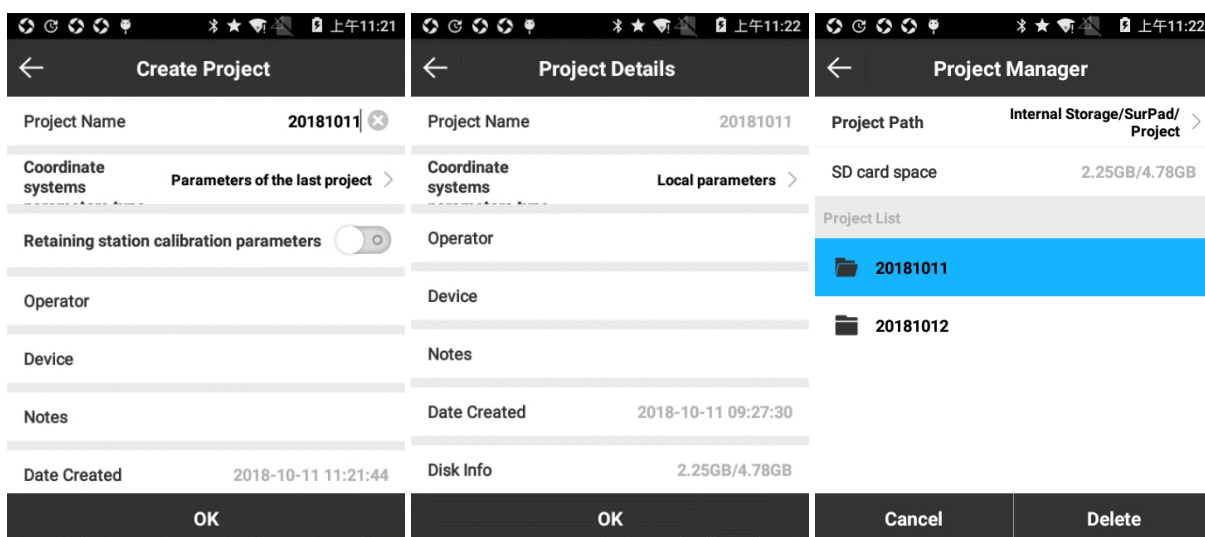 上午11:21
Create Project
Project Name 20181011
Coordinate
systems Parameters of the last project
parameters type
Retaining station calibration parameters
Operator
Device
Notes
Date Created 2018-10-11 11:21:44
OK
上午11:22
Project Details
Project Name 20181011
Coordinate
systems Local parameters
parameters type
Operator
Device
Notes
Date Created 2018-10-11 09:27:30
Disk Info 2.25GB/4.78GB
OK
上午11:22
Project Manager
Project Path Internal Storage/SurPad/
Project
SD card space 2.25GB/4.78GB
Project List
20181011
20181012
Cancel Delete